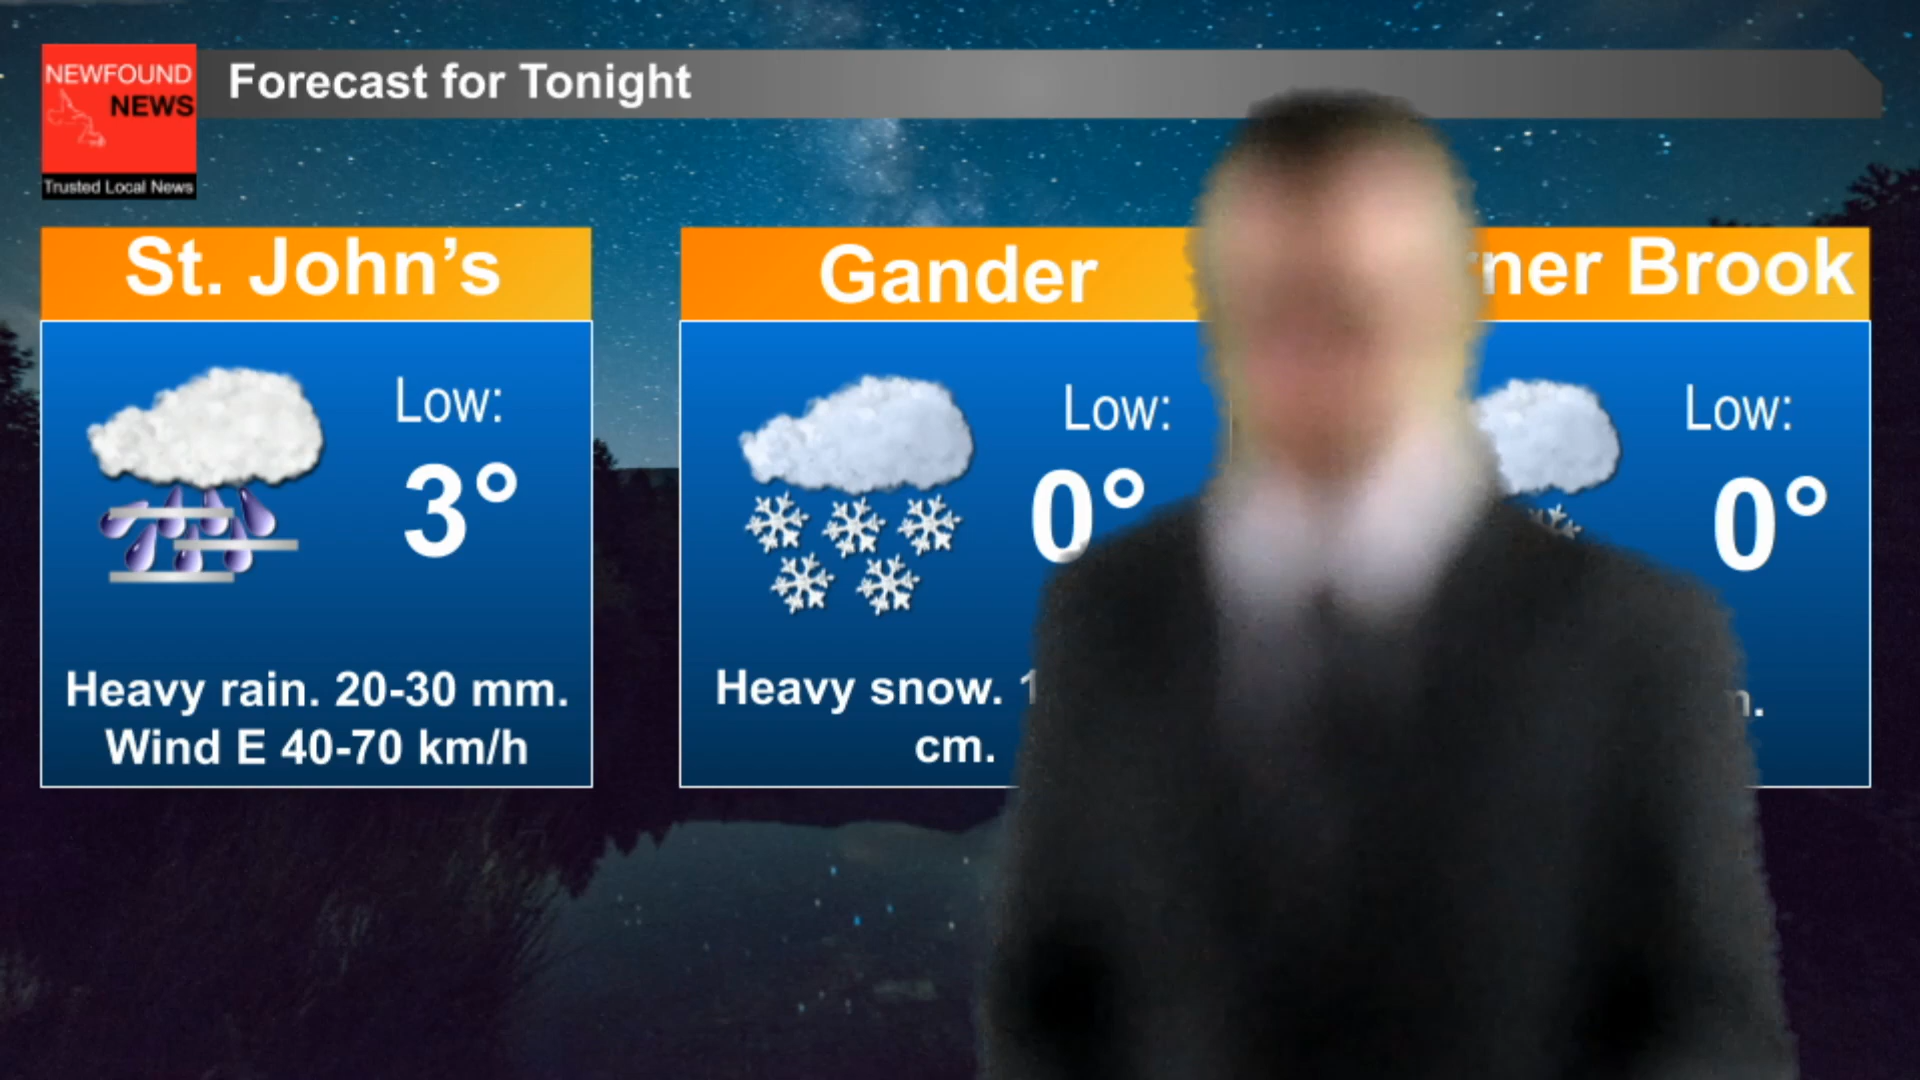 NEWFOUND
NEWS
Trusted Local News
Forecast for Tonight
St. John’s
Low:
3°
Heavy rain. 20-30 mm.
Wind E 40-70 km/h
Gander
Low:
0°
Heavy snow.
cm.
Brook
Low:
0°